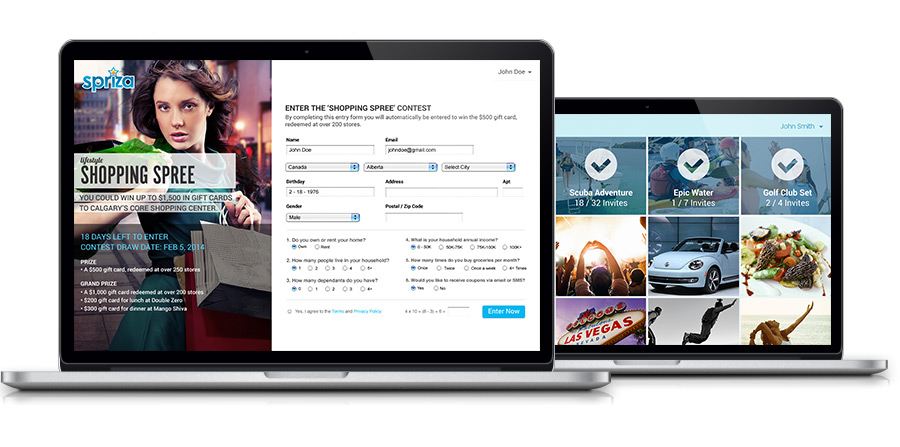 spriza
lifestyle
SHOPPING SPREE
YOU COULD WIN UP TO $1,500 IN GIFT CARDS
TO CALGARY'S CORE SHOPPING CENTER.
18 DAYS LEFT TO ENTER
CONTEST DRAW DATE: FEB 5, 2014
PRIZE
• A $500 gift card, redeemed at over 250 stores
GRAND PRIZE
• A $1,000 gift card redeemed at over 200 stores
• $200 gift card for lunch at Double Zero
• $300 gift card for dinner at Mango Shiva
John Doe
ENTER THE 'SHOPPING SPREE' CONTEST
By completing this entry form you will automatically be entered to win the $500 gift card,
redeemed at over 200 stores.
Name Email
John Doe johndoe@gmail.com
Canada Alberta Select City
Birthday Address Apt
2 - 18 - 1976
Gender Postal / Zip Code
Male
1. Do you own or rent your home?
Own Rent
2. How many people live in your household?
1 2 3 4 5+
3. How many dependants do you have?
0 1 2 3 4+
4. What is your household annual income?
0 - 50K 50K-75K 75K-100K 100K+
5. How many times do you buy groceries per month?
Once Twice Once a week 4+ Times
6. Would you like to receive coupons via email or SMS?
Yes No
Yes, I agree to the Terms and Privacy Policy
4 x 10 + (8 - 3) + 6 =
Enter Now
John Smith
Scuba Adventure
18 / 32 Invites
Epic Water
1 / 7 Invites
Golf Club Set
2 / 4 Invites
FABULOUS
LAS VEGAS
NEVADA